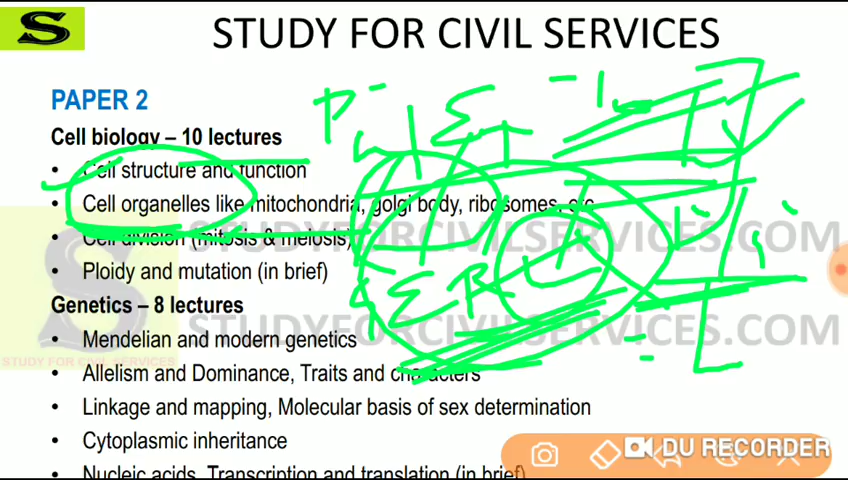 S
STUDY FOR CIVIL SERVICES
PAPER 2
Cell biology – 10 lectures
• Cell structure and function
• Cell organelles like mitochondria, golgi body, ribosomes, etc
• Cell division (mitosis & meiosis)
• Ploidy and mutation (in brief)
Genetics – 8 lectures
• Mendelian and modern genetics
• Allelism and Dominance, Traits and characters
• Linkage and mapping, Molecular basis of sex determination
• Cytoplasmic inheritance
• Nucleic acids, Transcription and translation (in brief)
STUDYFORCIVILSERVICES.COM
STUDYFORCIVILSERVICES.COM
S
STUDY FOR CIVIL SERVICES
DU RECORDER